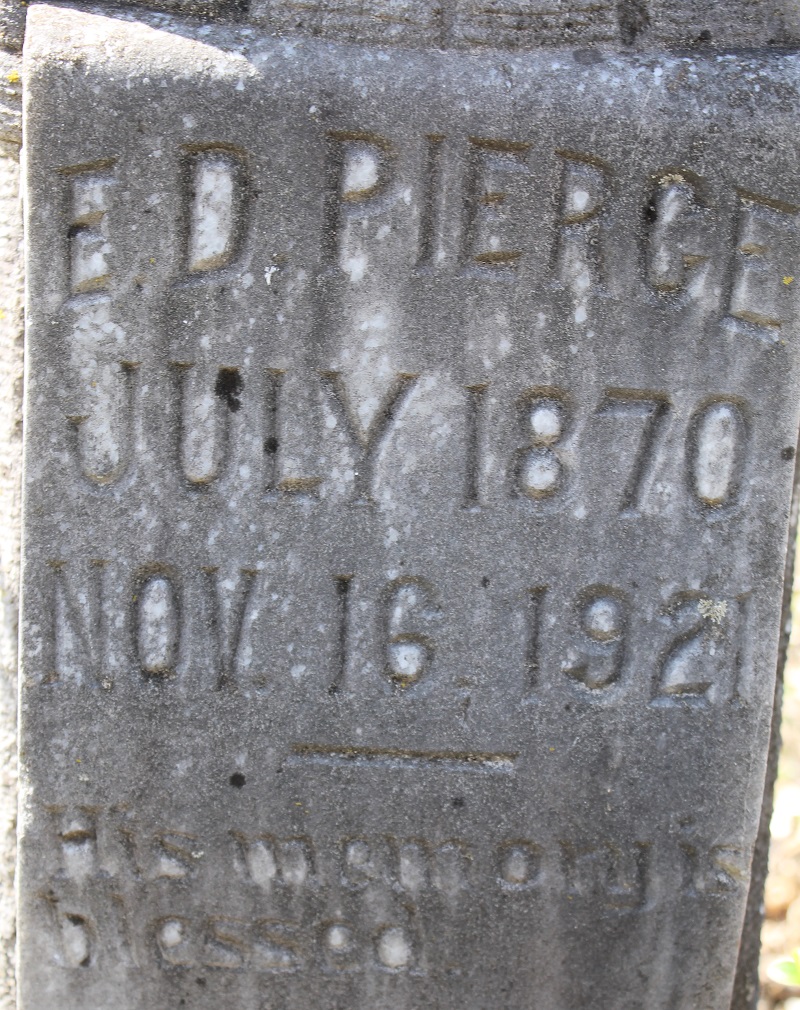 E.D. PIERCE
JULY 1870
NOV. 16, 1921
His memory is
blessed